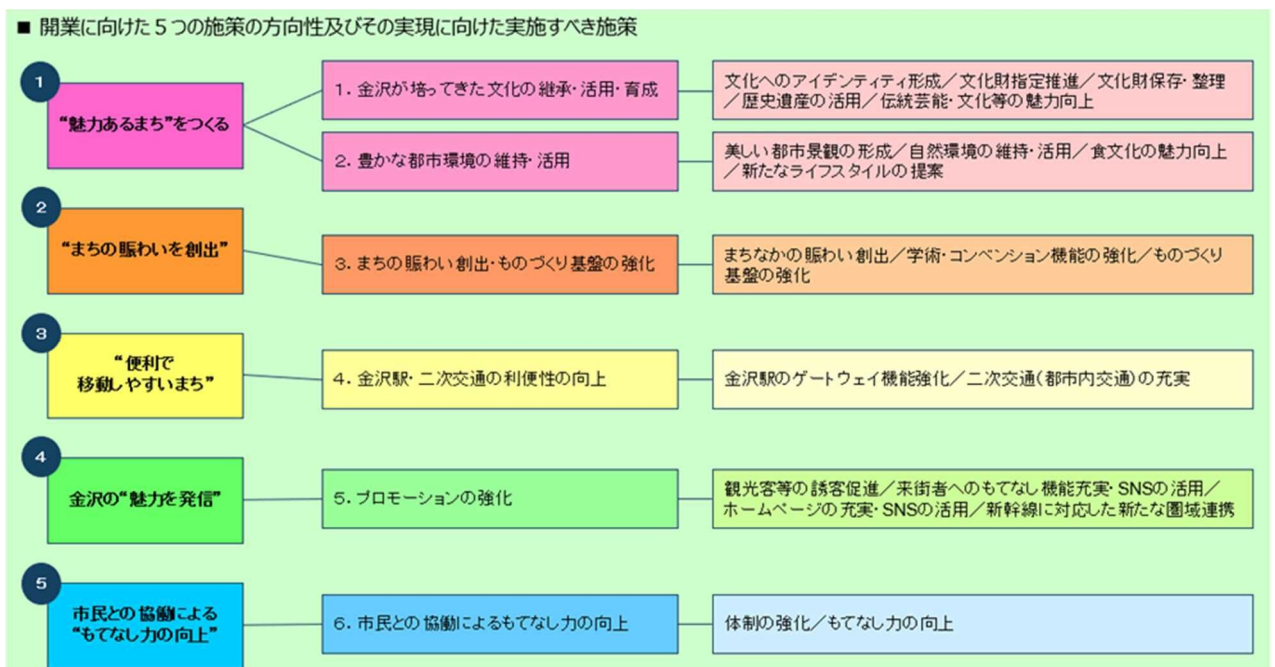 ■ 開業に向けた5つの施策の方向性及びその実現に向けた実施すべき施策
1
“魅力あるまち”をつくる
1. 金沢が培ってきた文化の継承・活用・育成
文化へのアイデンティティ形成／文化財指定推進／文化財保存・整理
／歴史遺産の活用／伝統芸能・文化等の魅力向上
2. 豊かな都市環境の維持・活用
美しい都市景観の形成／自然環境の維持・活用／食文化の魅力向上
／新たなライフスタイルの提案
2
“まちの賑わいを創出”
3. まちの賑わい創出・ものづくり基盤の強化
まちなかの賑わい創出／学術・コンベンション機能の強化／ものづくり
基盤の強化
3
“便利で
移動しやすいまち”
4. 金沢駅・二次交通の利便性の向上
金沢駅のゲートウェイ機能強化／二次交通(都市内交通)の充実
4
金沢の“魅力を発信”
5. プロモーションの強化
観光客等の誘客促進／来街者へのもてなし機能充実・SNSの活用／
ホームページの充実・SNSの活用／新幹線に対応した新たな圏域連携
5
市民との協働による
“もてなし力の向上”
6. 市民との協働によるもてなし力の向上
体制の強化／もてなし力の向上